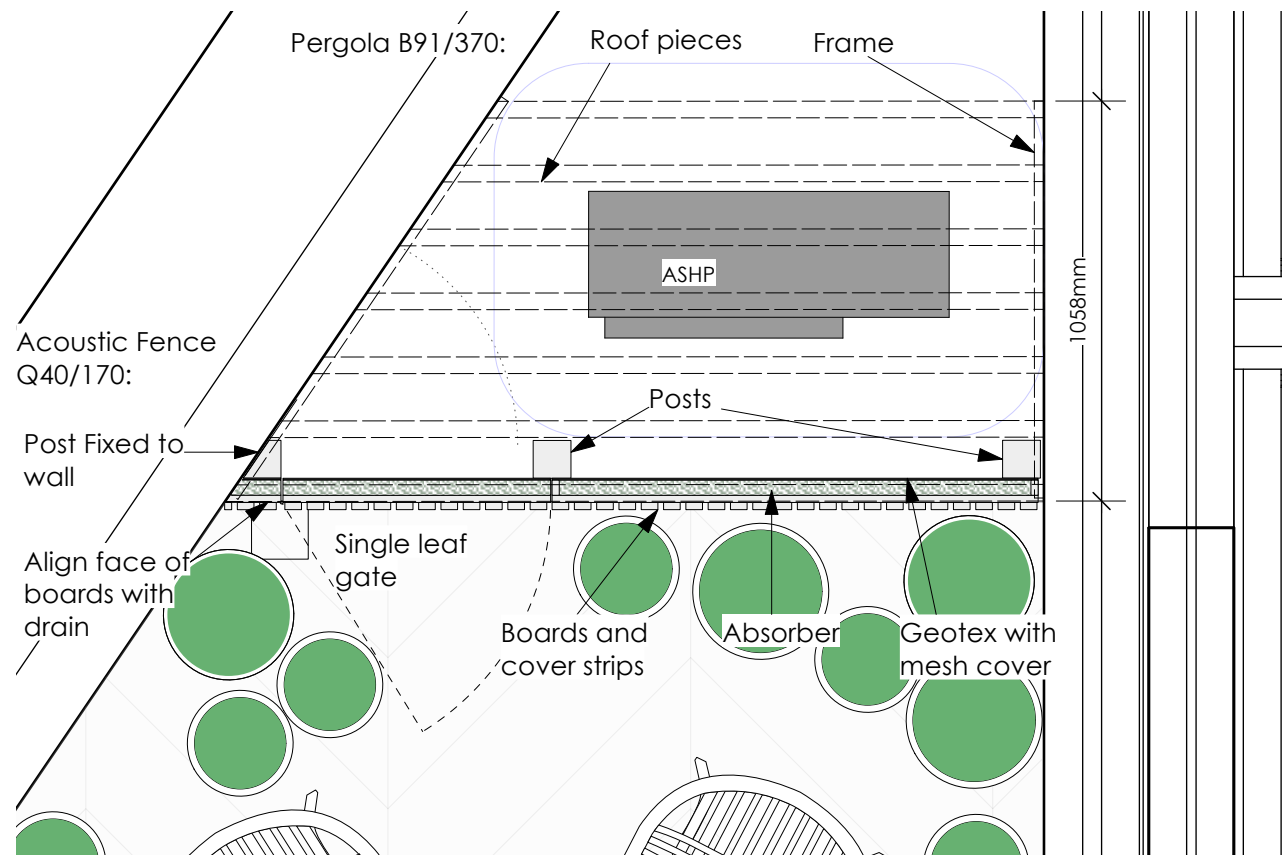 Pergola B91/370:
Roof pieces
Frame
ASHP
1058mm
Acoustic Fence
Q40/170:
Posts
Post Fixed to
wall
Single leaf
gate
Align face of
boards with
drain
Boards and
cover strips
Absorber
Geotex with
mesh cover